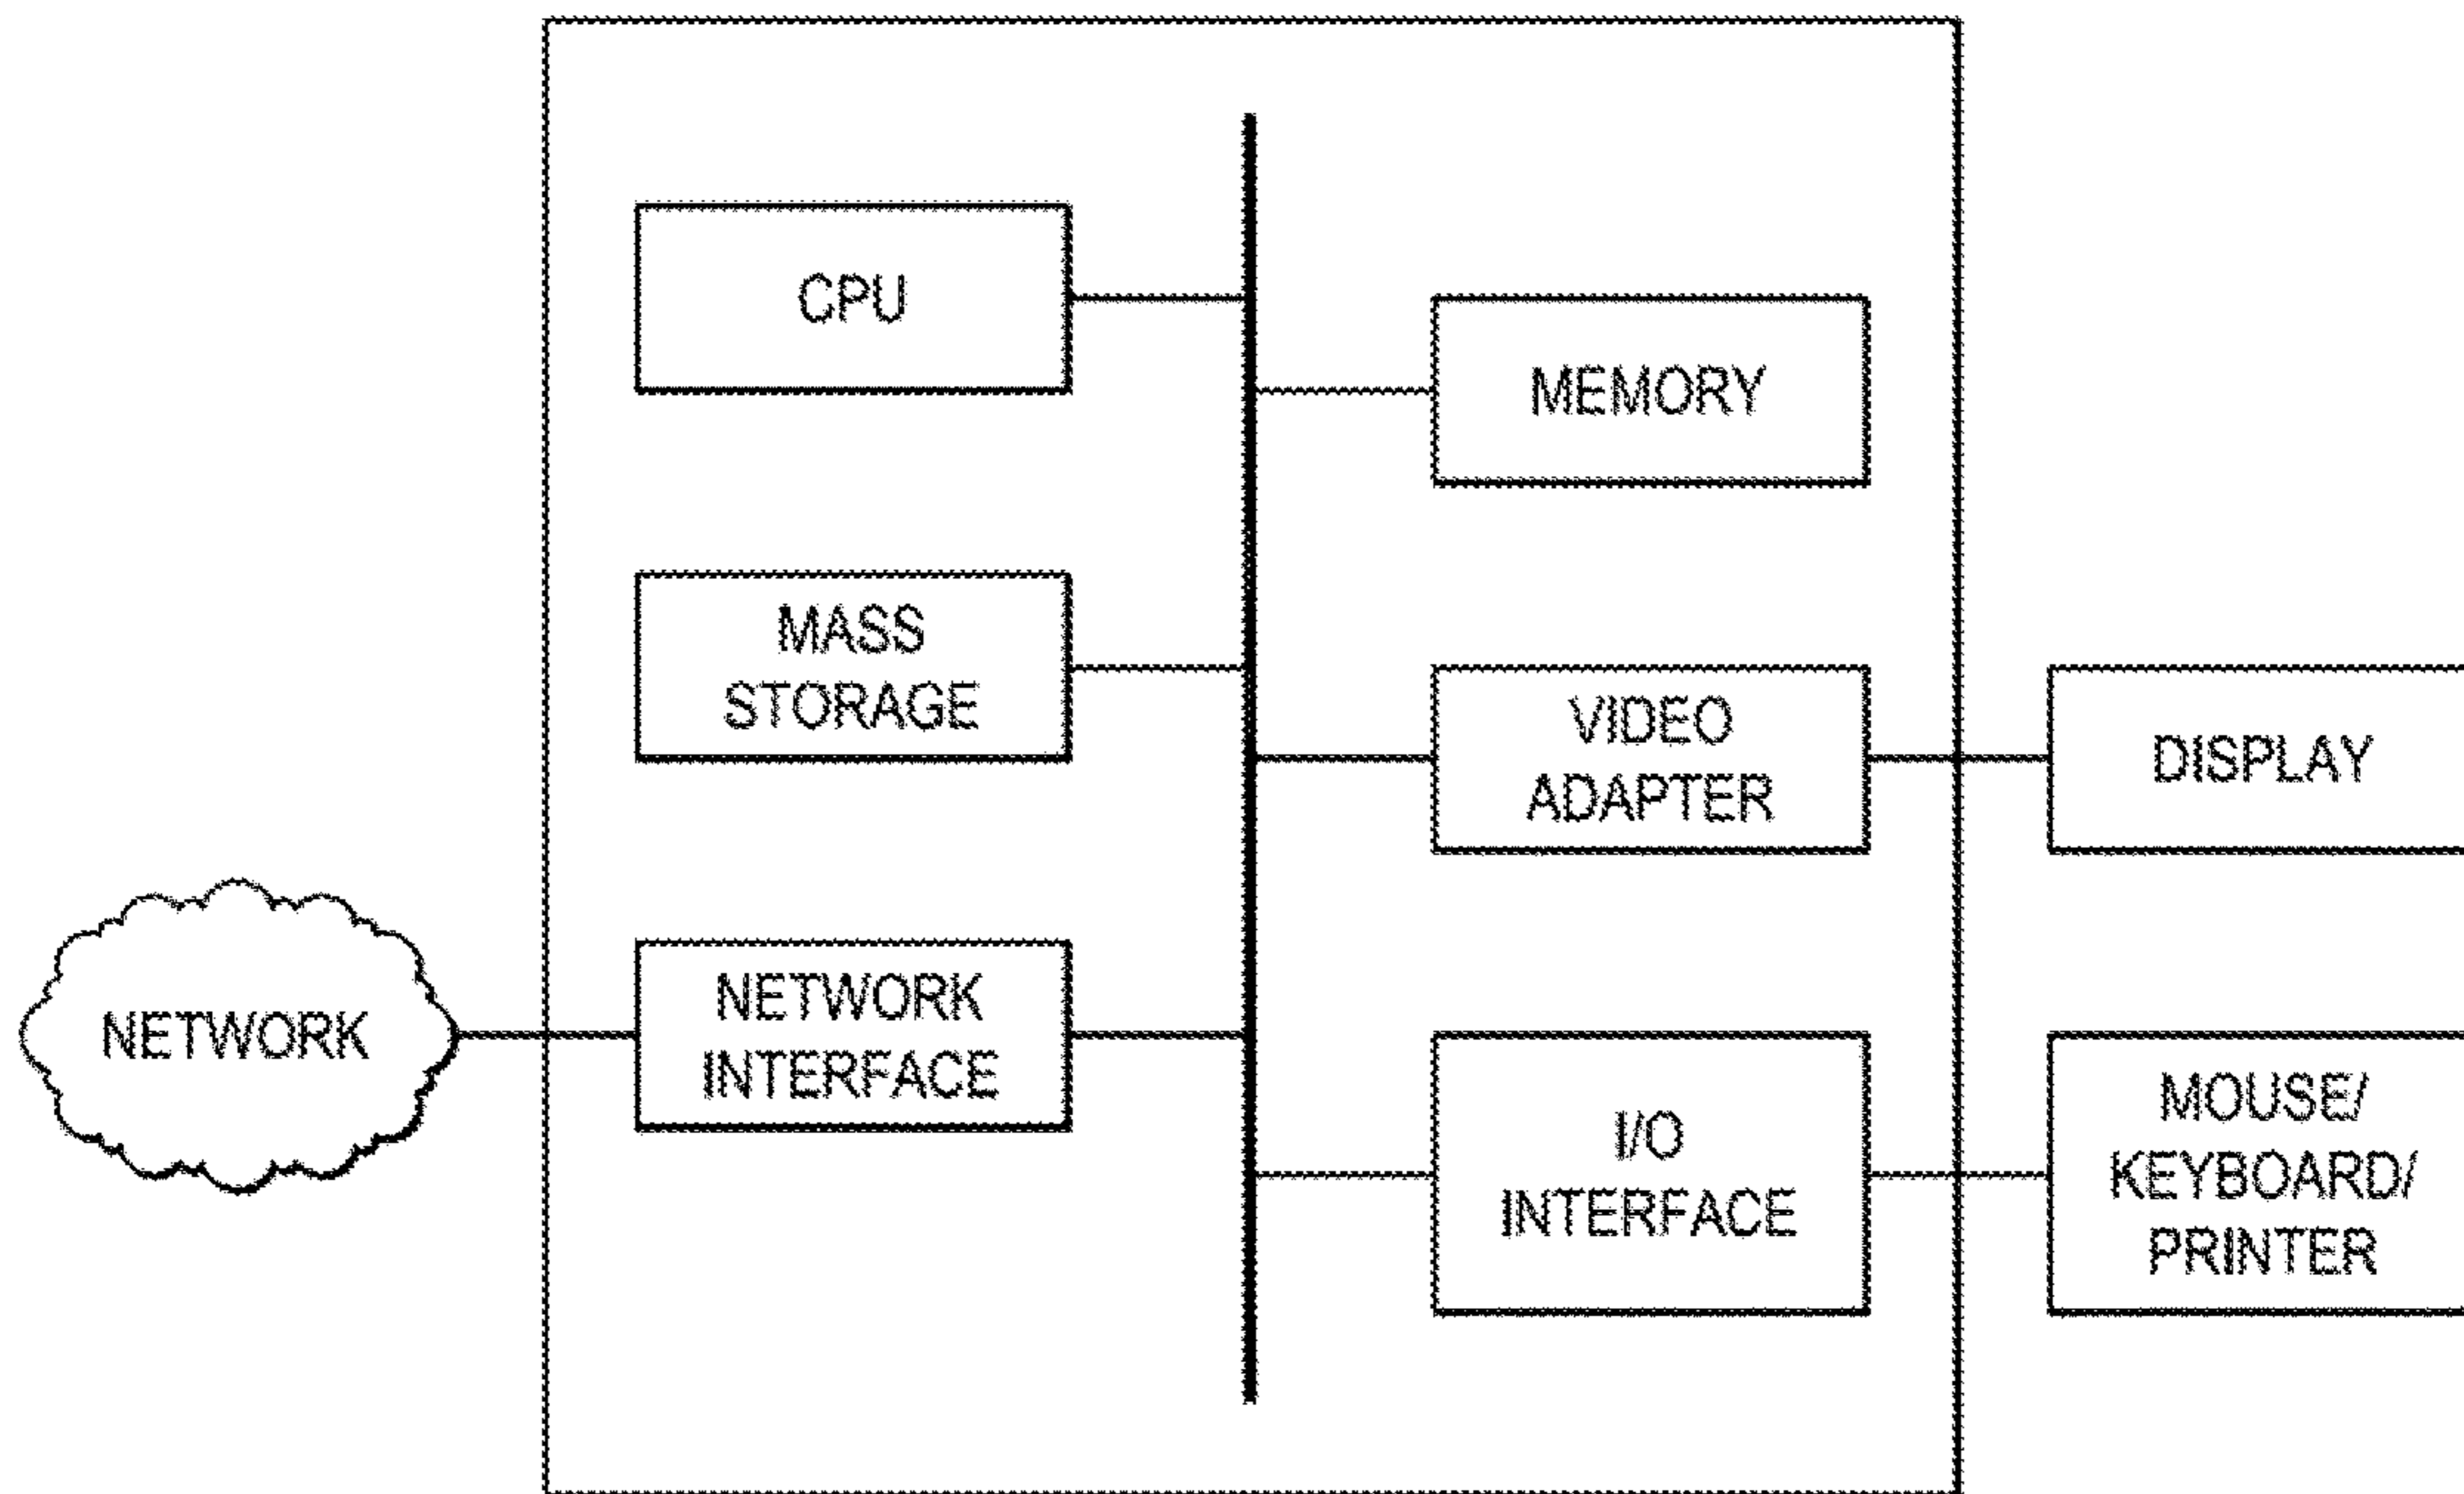 CPU
MEMORY
MASS
STORAGE
VIDEO
ADAPTER
DISPLAY
NETWORK
NETWORK
INTERFACE
I/O
INTERFACE
MOUSE/
KEYBOARD/
PRINTER